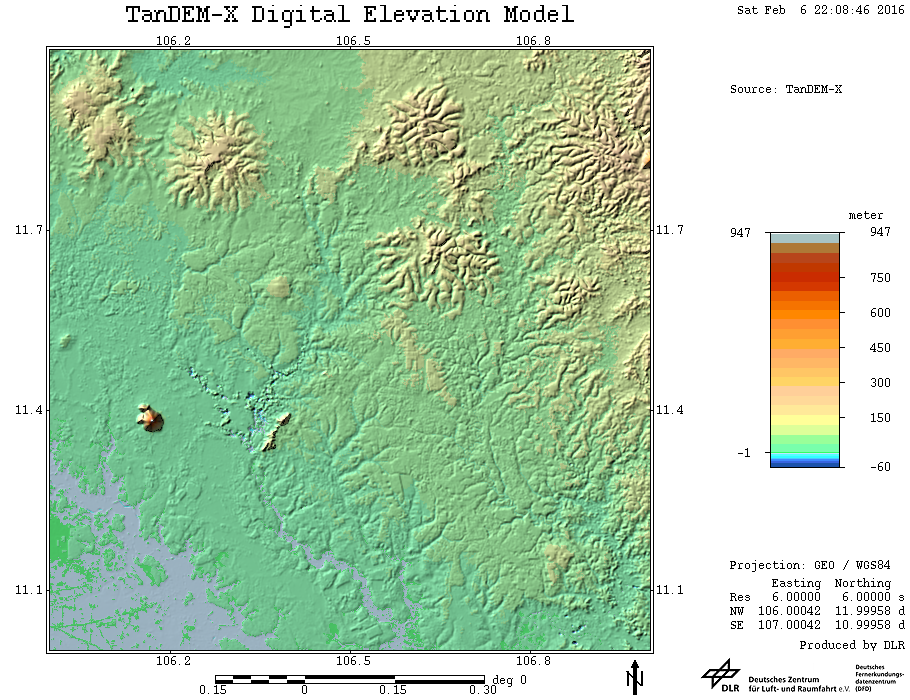 TanDEM-X Digital Elevation Model
Sat Feb 6 22:08:46 2016
106.2 106.5 106.8
Source: TanDEM-X
11.7 11.7
meter
947 947
750
600
450
300
150
-1
-60
11.4 11.4
11.1 11.1
106.2 106.5 106.8
Projection: GEO / WGS84
Easting Northing
Res 6.00000 6.00000 s
NW 106.00042 11.99958 d
SE 107.00042 10.99958 d
Produced by DLR
deg 0
0.15 0 0.15 0.30
N
DLR
Deutsches Zentrum
für Luft- und Raumfahrt e.V.
Deutsches
Fernerkundungs-
datenzentrum
(DFD)